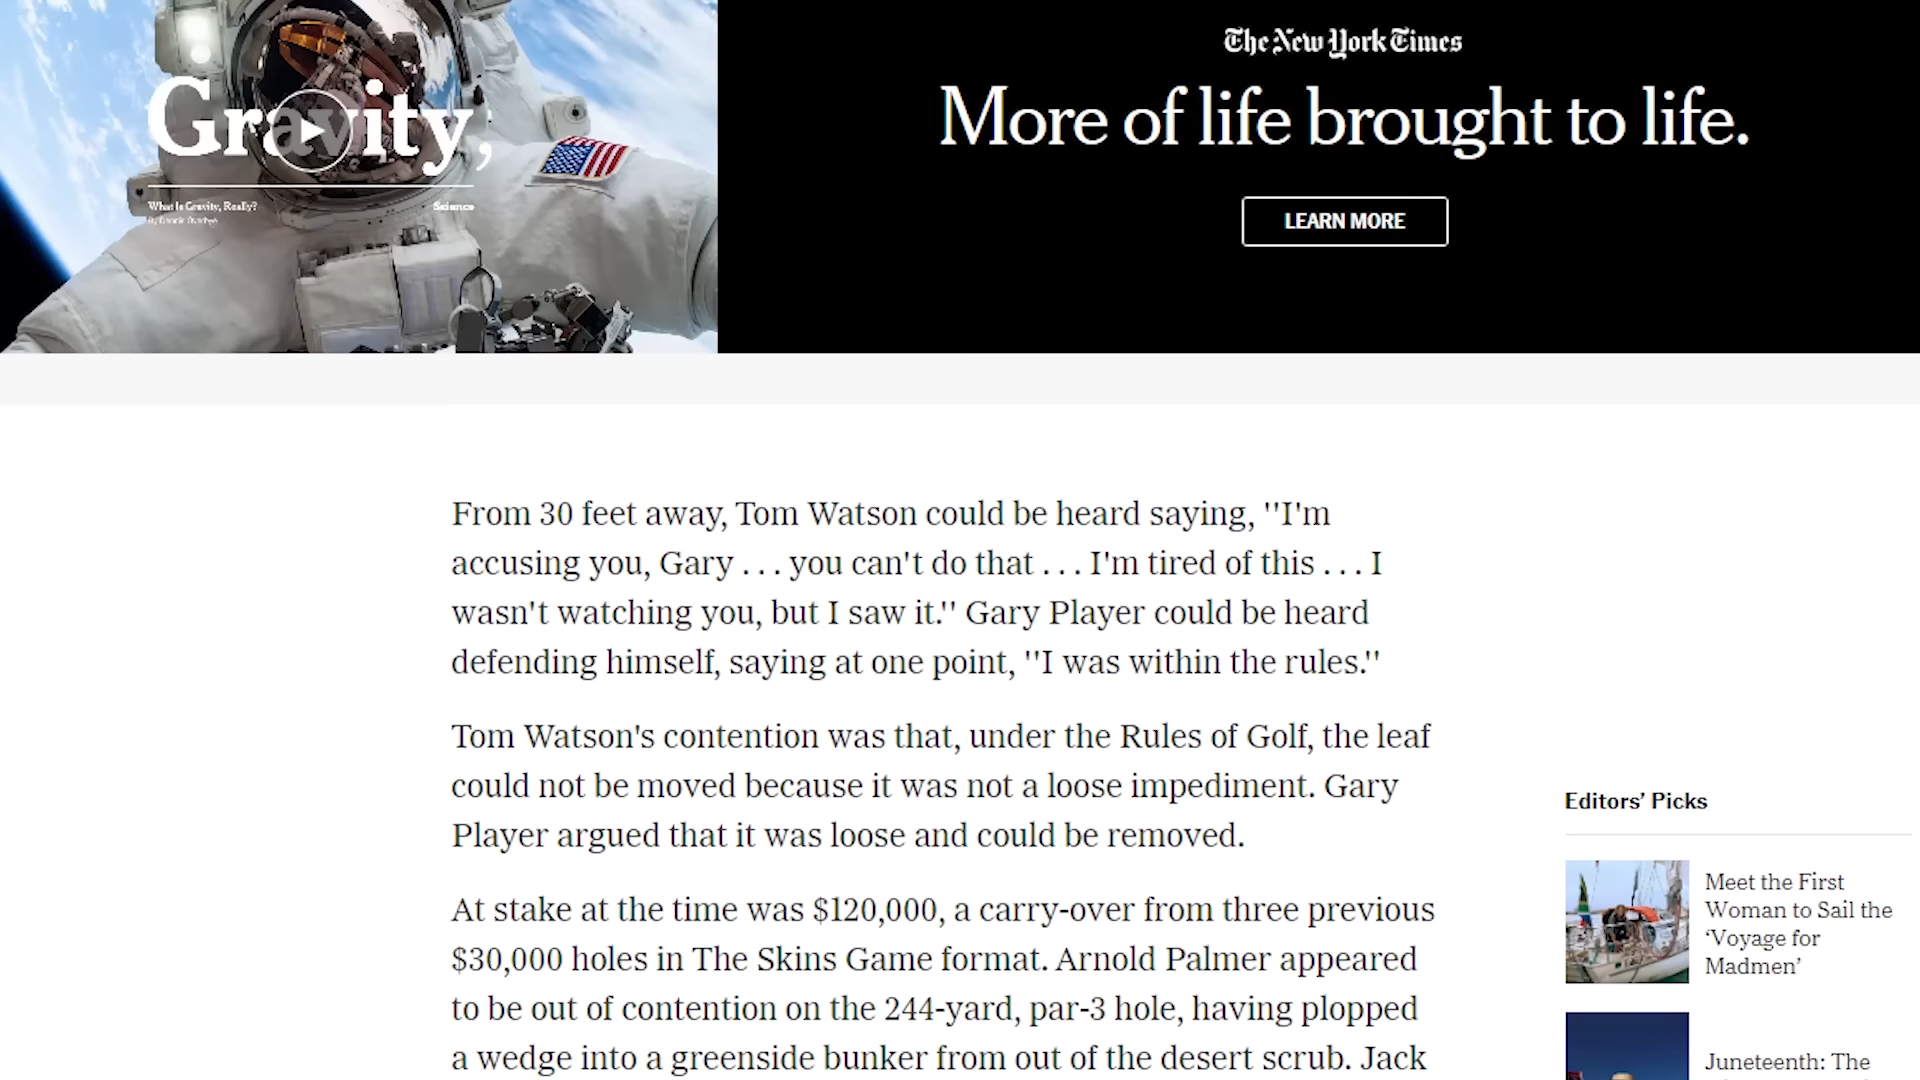 Gravity,
What Is Gravity, Really?
Science
By Dennis Overbye
The New York Times
More of life brought to life.
LEARN MORE
From 30 feet away, Tom Watson could be heard saying, ''I'm
accusing you, Gary . . . you can't do that . . . I'm tired of this . . . I
wasn't watching you, but I saw it.'' Gary Player could be heard
defending himself, saying at one point, ''I was within the rules.''
Tom Watson's contention was that, under the Rules of Golf, the leaf
could not be moved because it was not a loose impediment. Gary
Player argued that it was loose and could be removed.
At stake at the time was $120,000, a carry-over from three previous
$30,000 holes in The Skins Game format. Arnold Palmer appeared
to be out of contention on the 244-yard, par-3 hole, having plopped
a wedge into a greenside bunker from out of the desert scrub. Jack
Editors’ Picks
Meet the First
Woman to Sail the
‘Voyage for
Madmen’
Juneteenth: The